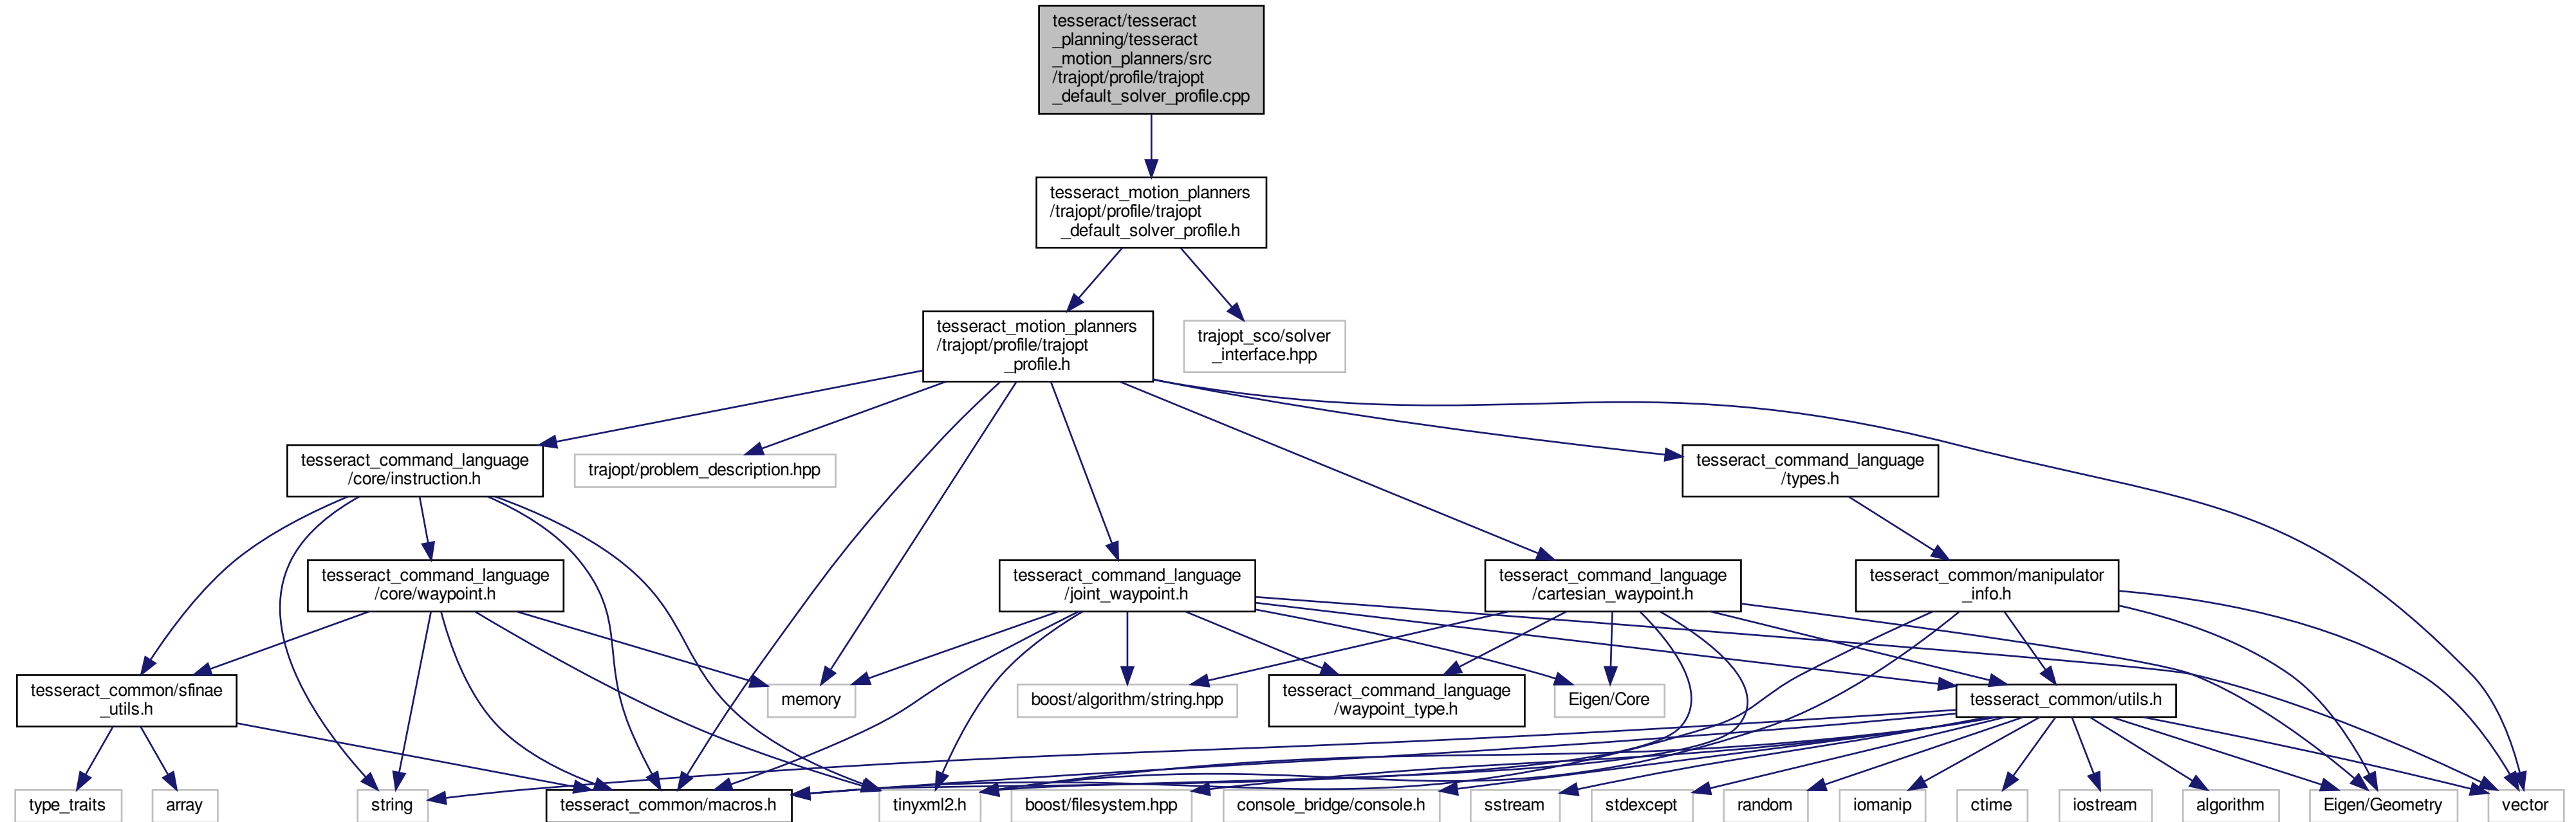 tesseract/tesseract
_planning/tesseract
_motion_planners/src
/trajopt/profile/trajopt
_default_solver_profile.cpp
tesseract_motion_planners
/trajopt/profile/trajopt
_default_solver_profile.h
tesseract_motion_planners
/trajopt/profile/trajopt
_profile.h
trajopt_sco/solver
_interface.hpp
tesseract_command_language
/core/instruction.h
trajopt/problem_description.hpp
tesseract_command_language
/types.h
tesseract_command_language
/core/waypoint.h
tesseract_command_language
/joint_waypoint.h
tesseract_command_language
/cartesian_waypoint.h
tesseract_common/manipulator
_info.h
tesseract_common/sfinae
_utils.h
memory
boost/algorithm/string.hpp
tesseract_command_language
/waypoint_type.h
Eigen/Core
tesseract_common/utils.h
type_traits
array
string
tesseract_common/macros.h
tinyxml2.h
boost/filesystem.hpp
console_bridge/console.h
sstream
stdexcept
random
iomanip
ctime
iostream
algorithm
Eigen/Geometry
vector